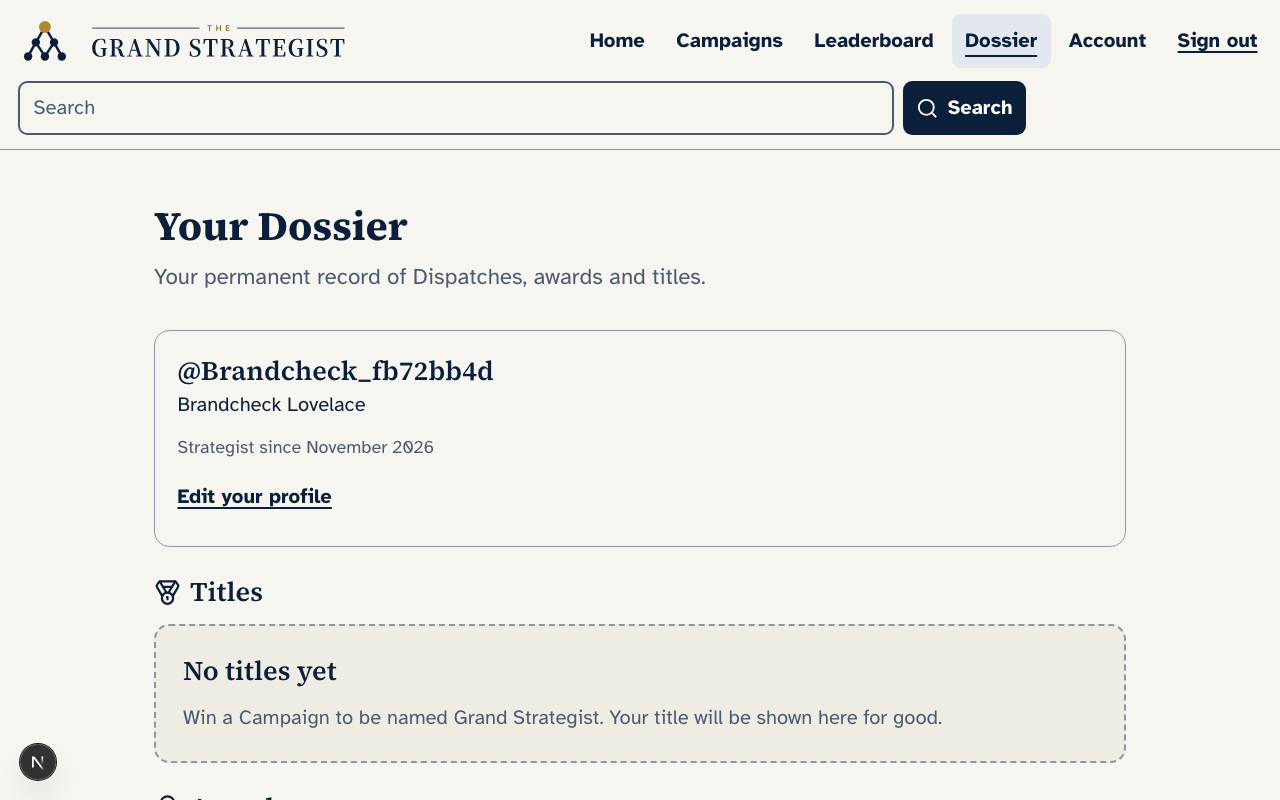 THE
GRAND STRATEGIST
Home Campaigns Leaderboard Dossier Account Sign out
Search Search
Your Dossier
Your permanent record of Dispatches, awards and titles.
@Brandcheck_fb72bb4d
Brandcheck Lovelace
Strategist since November 2026
Edit your profile
Titles
No titles yet
Win a Campaign to be named Grand Strategist. Your title will be shown here for good.
N